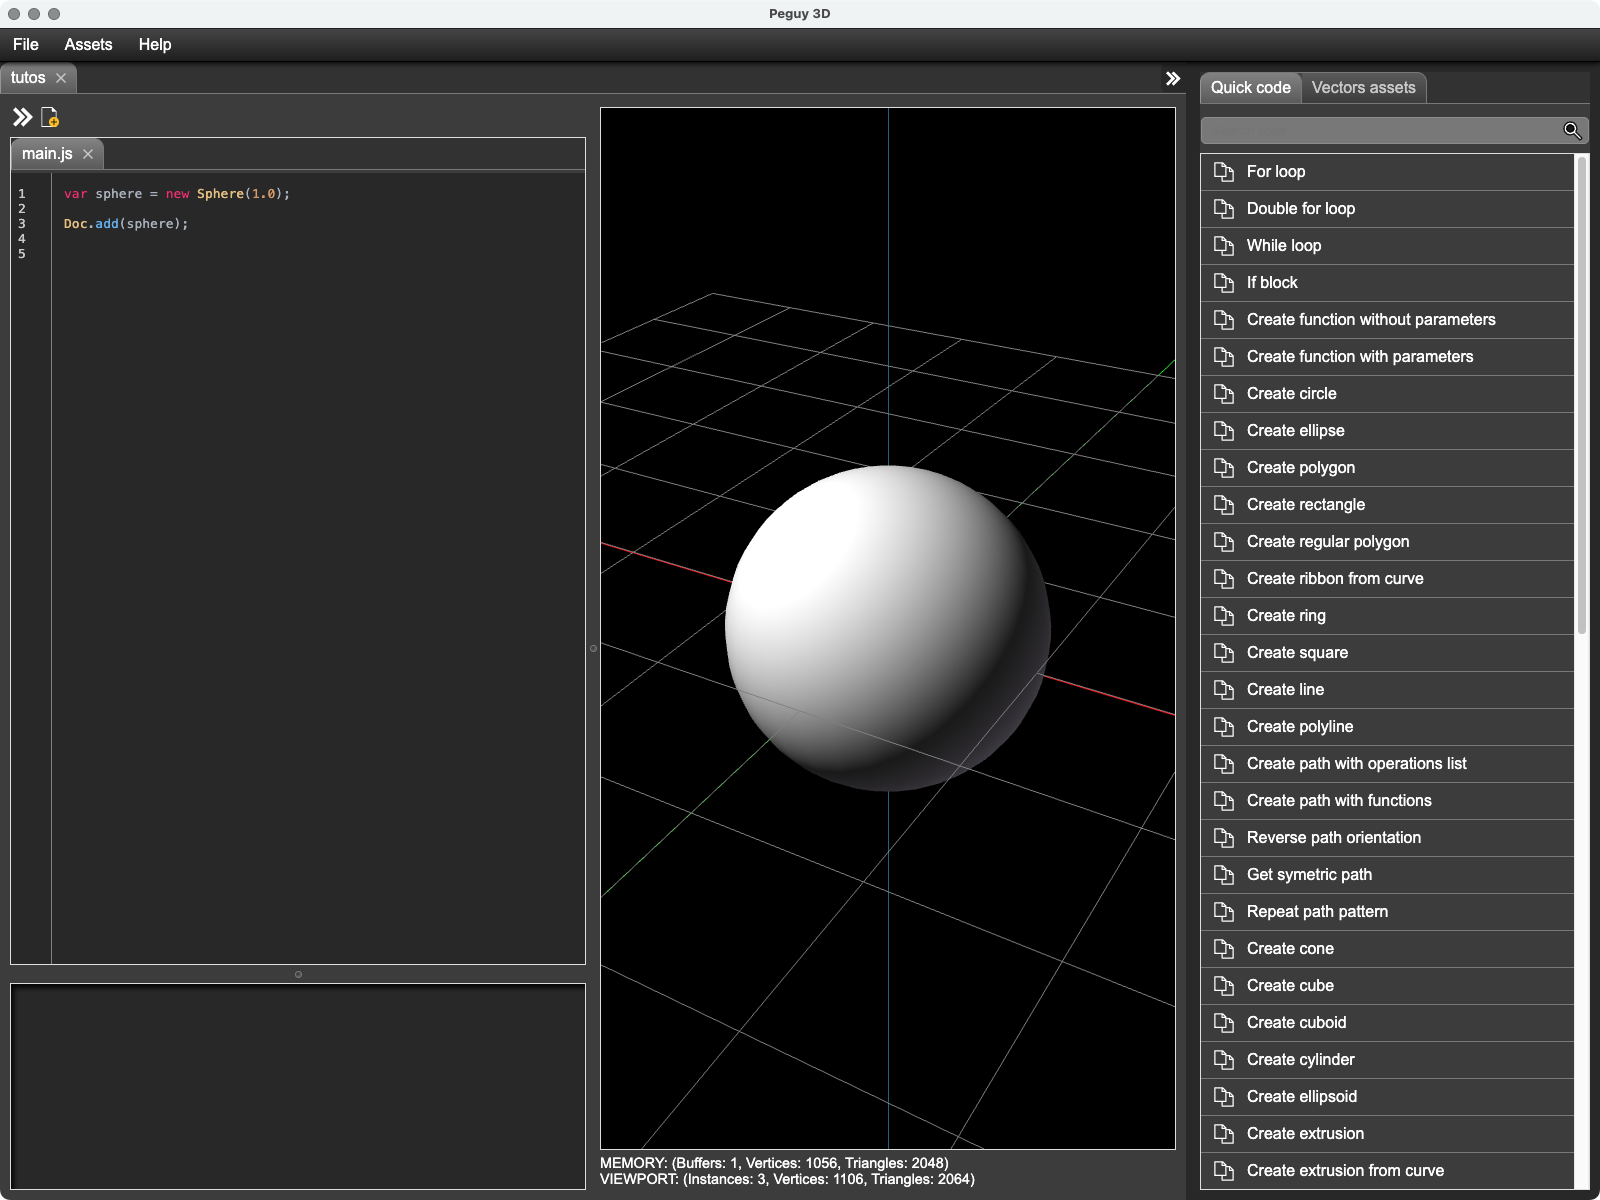 Peguy 3D
File Assets Help
tutos
main.js
1 var sphere = new Sphere(1.0);
2
3 Doc.add(sphere);
4
5
MEMORY: (Buffers: 1, Vertices: 1056, Triangles: 2048)
VIEWPORT: (Instances: 3, Vertices: 1106, Triangles: 2064)
Quick code Vectors assets
For loop
Double for loop
While loop
If block
Create function without parameters
Create function with parameters
Create circle
Create ellipse
Create polygon
Create rectangle
Create regular polygon
Create ribbon from curve
Create ring
Create square
Create line
Create polyline
Create path with operations list
Create path with functions
Reverse path orientation
Get symetric path
Repeat path pattern
Create cone
Create cube
Create cuboid
Create cylinder
Create ellipsoid
Create extrusion
Create extrusion from curve